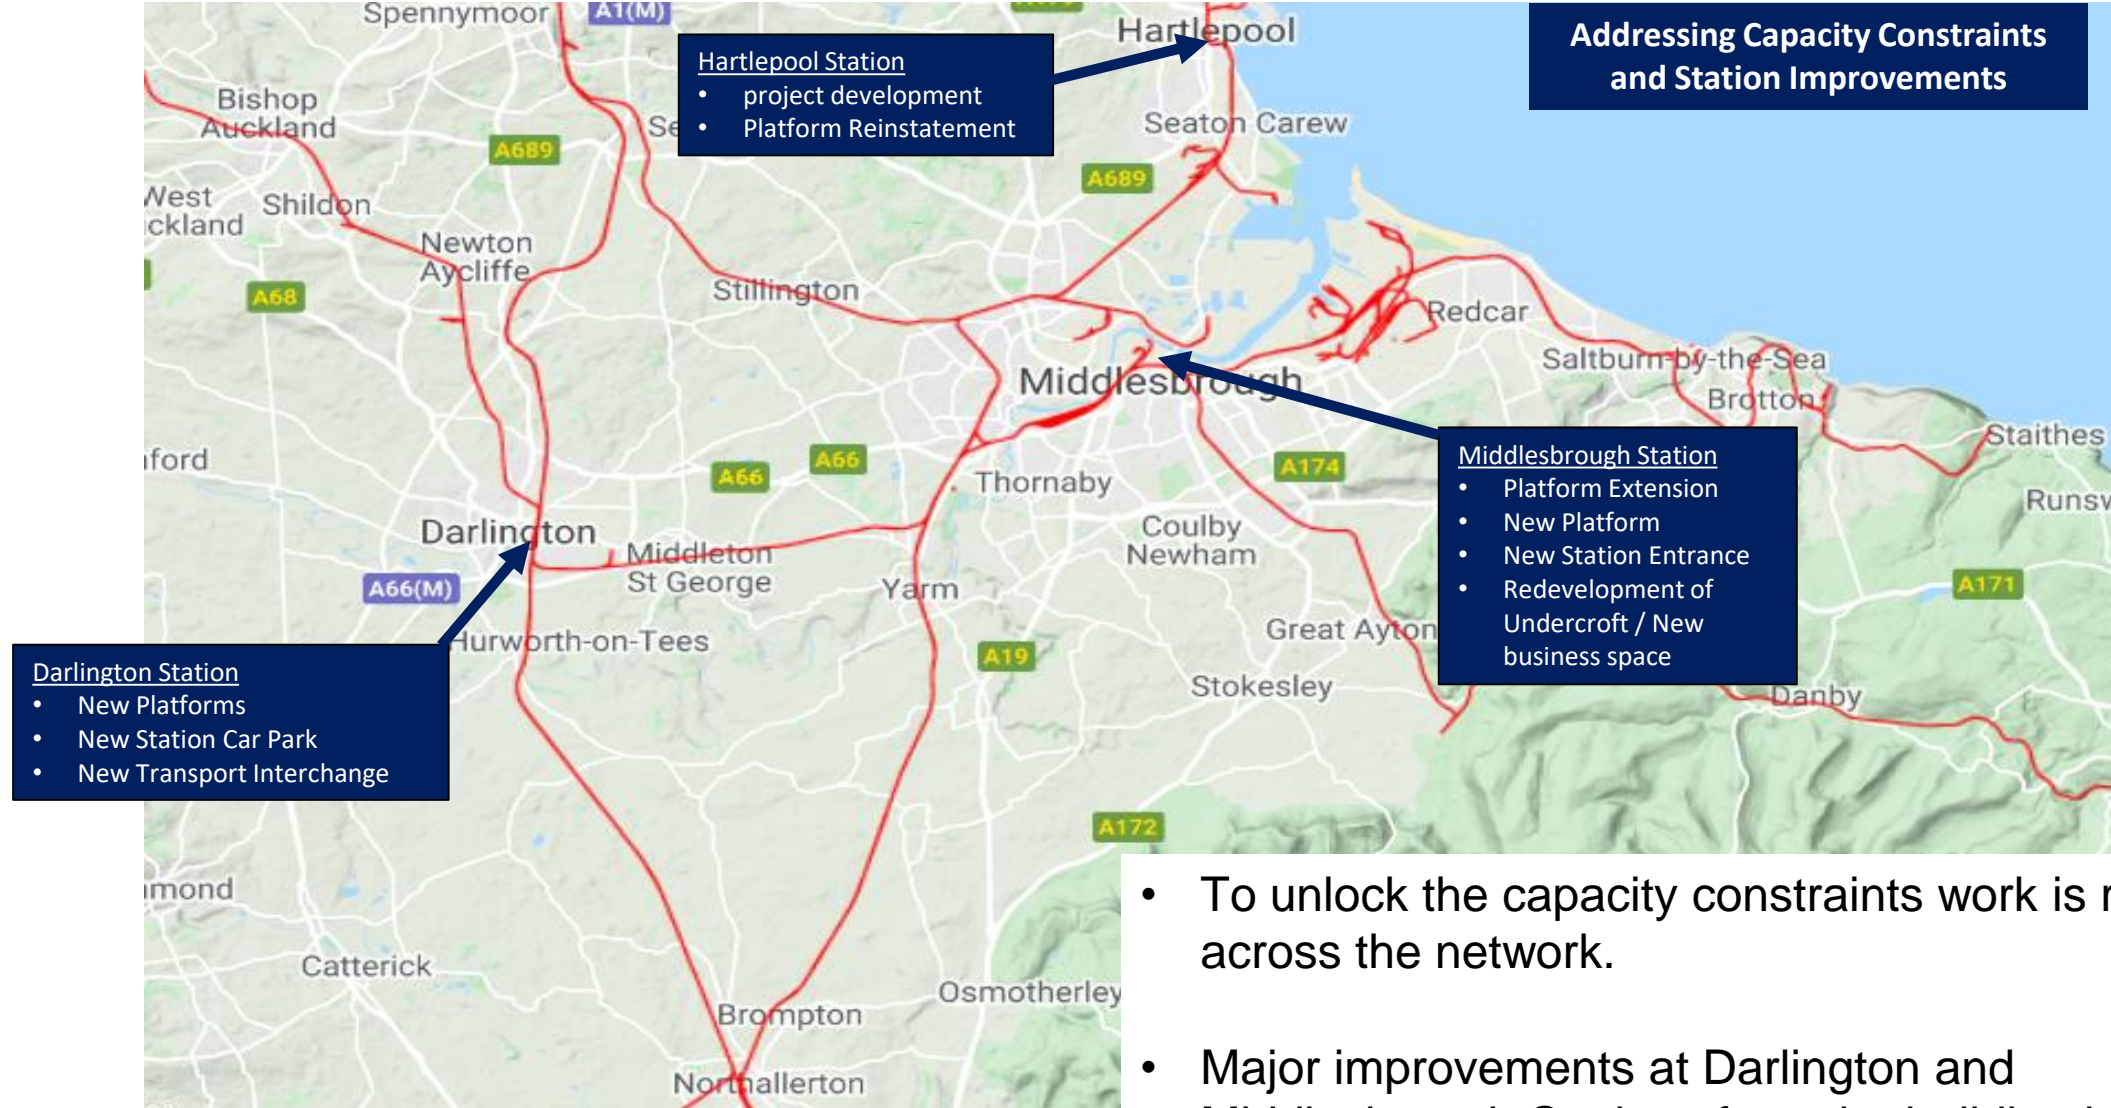 Spennymoor
A1(M)
Hartlepool
Addressing Capacity Constraints
and Station Improvements
Hartlepool Station
• project development
• Platform Reinstatement
Bishop
Auckland
Se
Seaton Carew
A689
A689
West
ckland
Shildon
Newton
Aycliffe
A68
Stillington
Redcar
Saltburn-by-the-Sea
Middlesbrough
Brotton
Staithes
nford
A66
A66
Thornaby
A174
Middlesbrough Station
• Platform Extension
• New Platform
• New Station Entrance
• Redevelopment of
Undercroft / New
business space
Runsw
Darlington
Middleton
St George
Coulby
Newham
A66(M)
Yarm
A171
Hurworth-on-Tees
Great Ayton
A19
Stokesley
Danby
Darlington Station
• New Platforms
• New Station Car Park
• New Transport Interchange
A172
mond
• To unlock the capacity constraints work is
across the network.
Catterick
Osmotherley
Brompton
• Major improvements at Darlington and
Northallerton